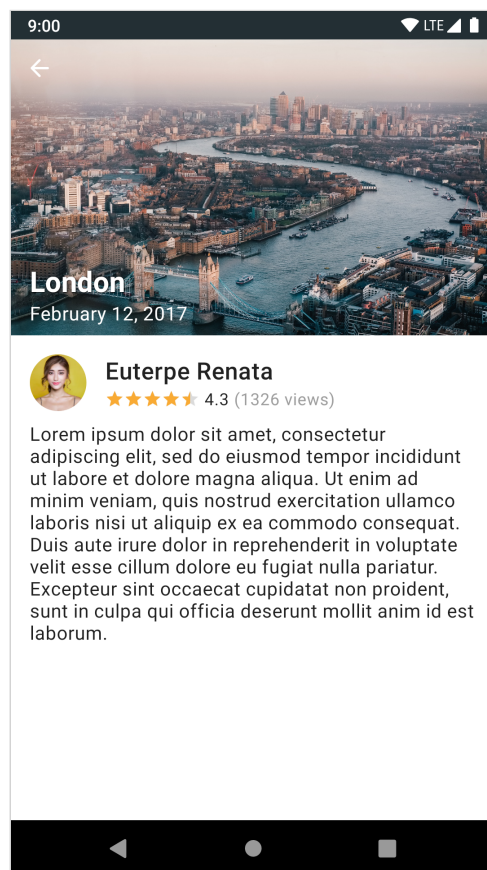 9:00
LTE
London
February 12, 2017
Euterpe Renata
4.3 (1326 views)
Lorem ipsum dolor sit amet, consectetur
adipiscing elit, sed do eiusmod tempor incididunt
ut labore et dolore magna aliqua. Ut enim ad
minim veniam, quis nostrud exercitation ullamco
laboris nisi ut aliquip ex ea commodo consequat.
Duis aute irure dolor in reprehenderit in voluptate
velit esse cillum dolore eu fugiat nulla pariatur.
Excepteur sint occaecat cupidatat non proident,
sunt in culpa qui officia deserunt mollit anim id est
laborum.